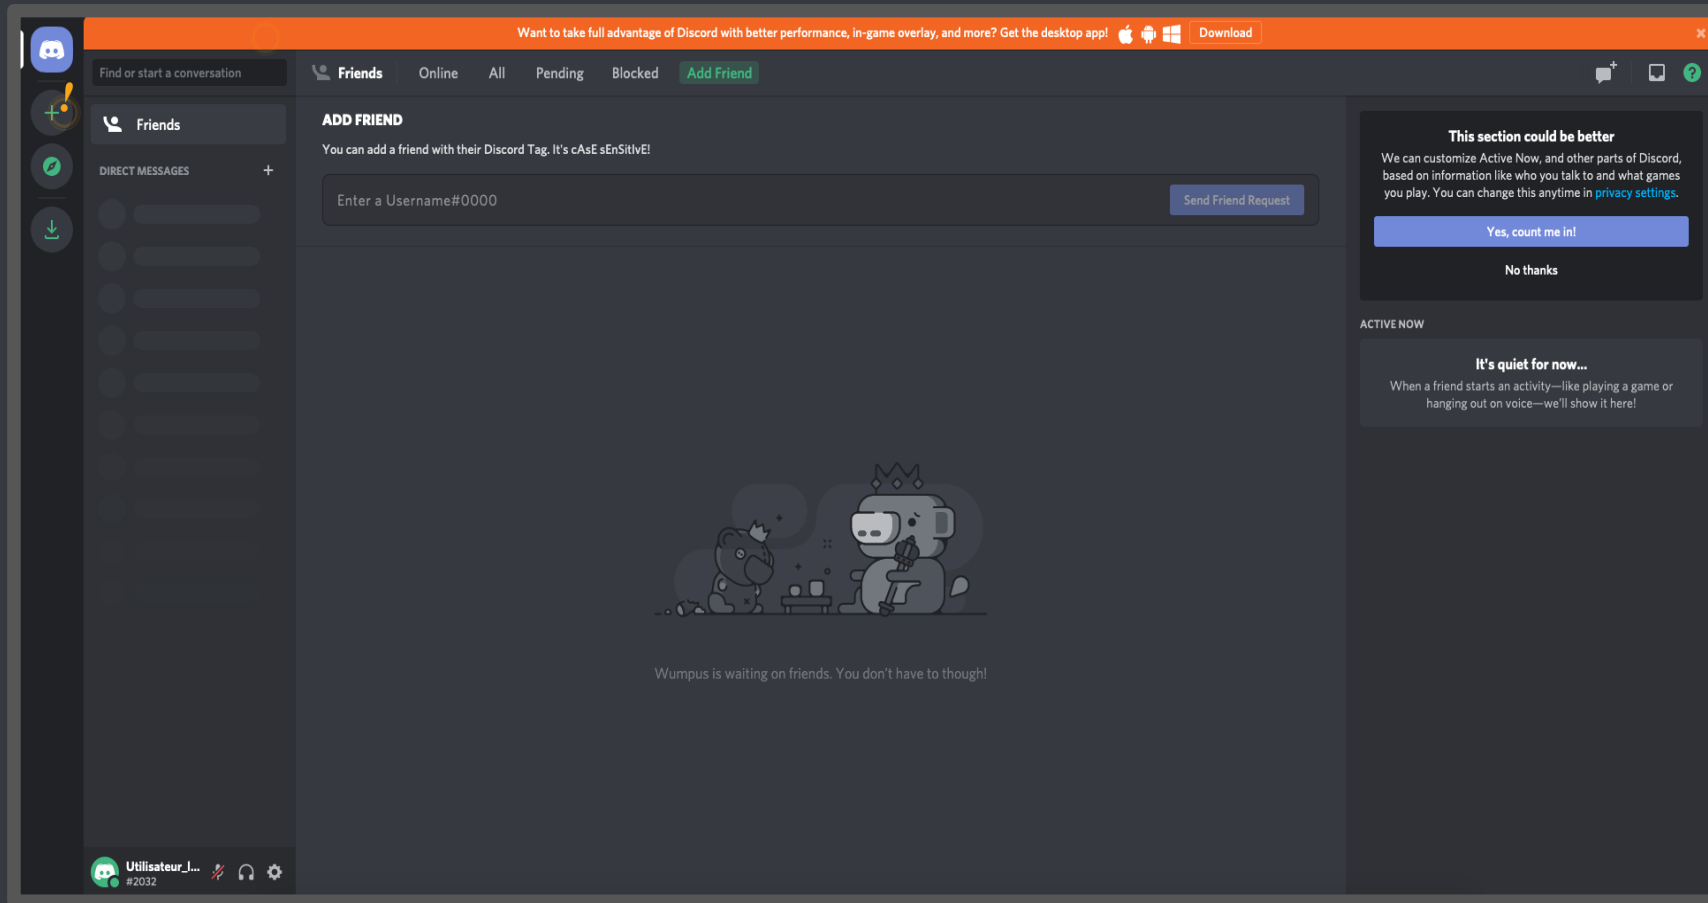 Want to take full advantage of Discord with better performance, in-game overlay, and more? Get the desktop app! Download
Find or start a conversation
Friends Online All Pending Blocked Add Friend
Friends
DIRECT MESSAGES
ADD FRIEND
You can add a friend with their Discord Tag. It's cAsE sEnSitIvE!
Enter a Username#0000
Send Friend Request
Wumpus is waiting on friends. You don't have to though!
This section could be better
We can customize Active Now, and other parts of Discord,
based on information like who you talk to and what games
you play. You can change this anytime in privacy settings.
Yes, count me in!
No thanks
ACTIVE NOW
It's quiet for now...
When a friend starts an activity—like playing a game or
hanging out on voice—we'll show it here!
Utilisateur_l...
#2032